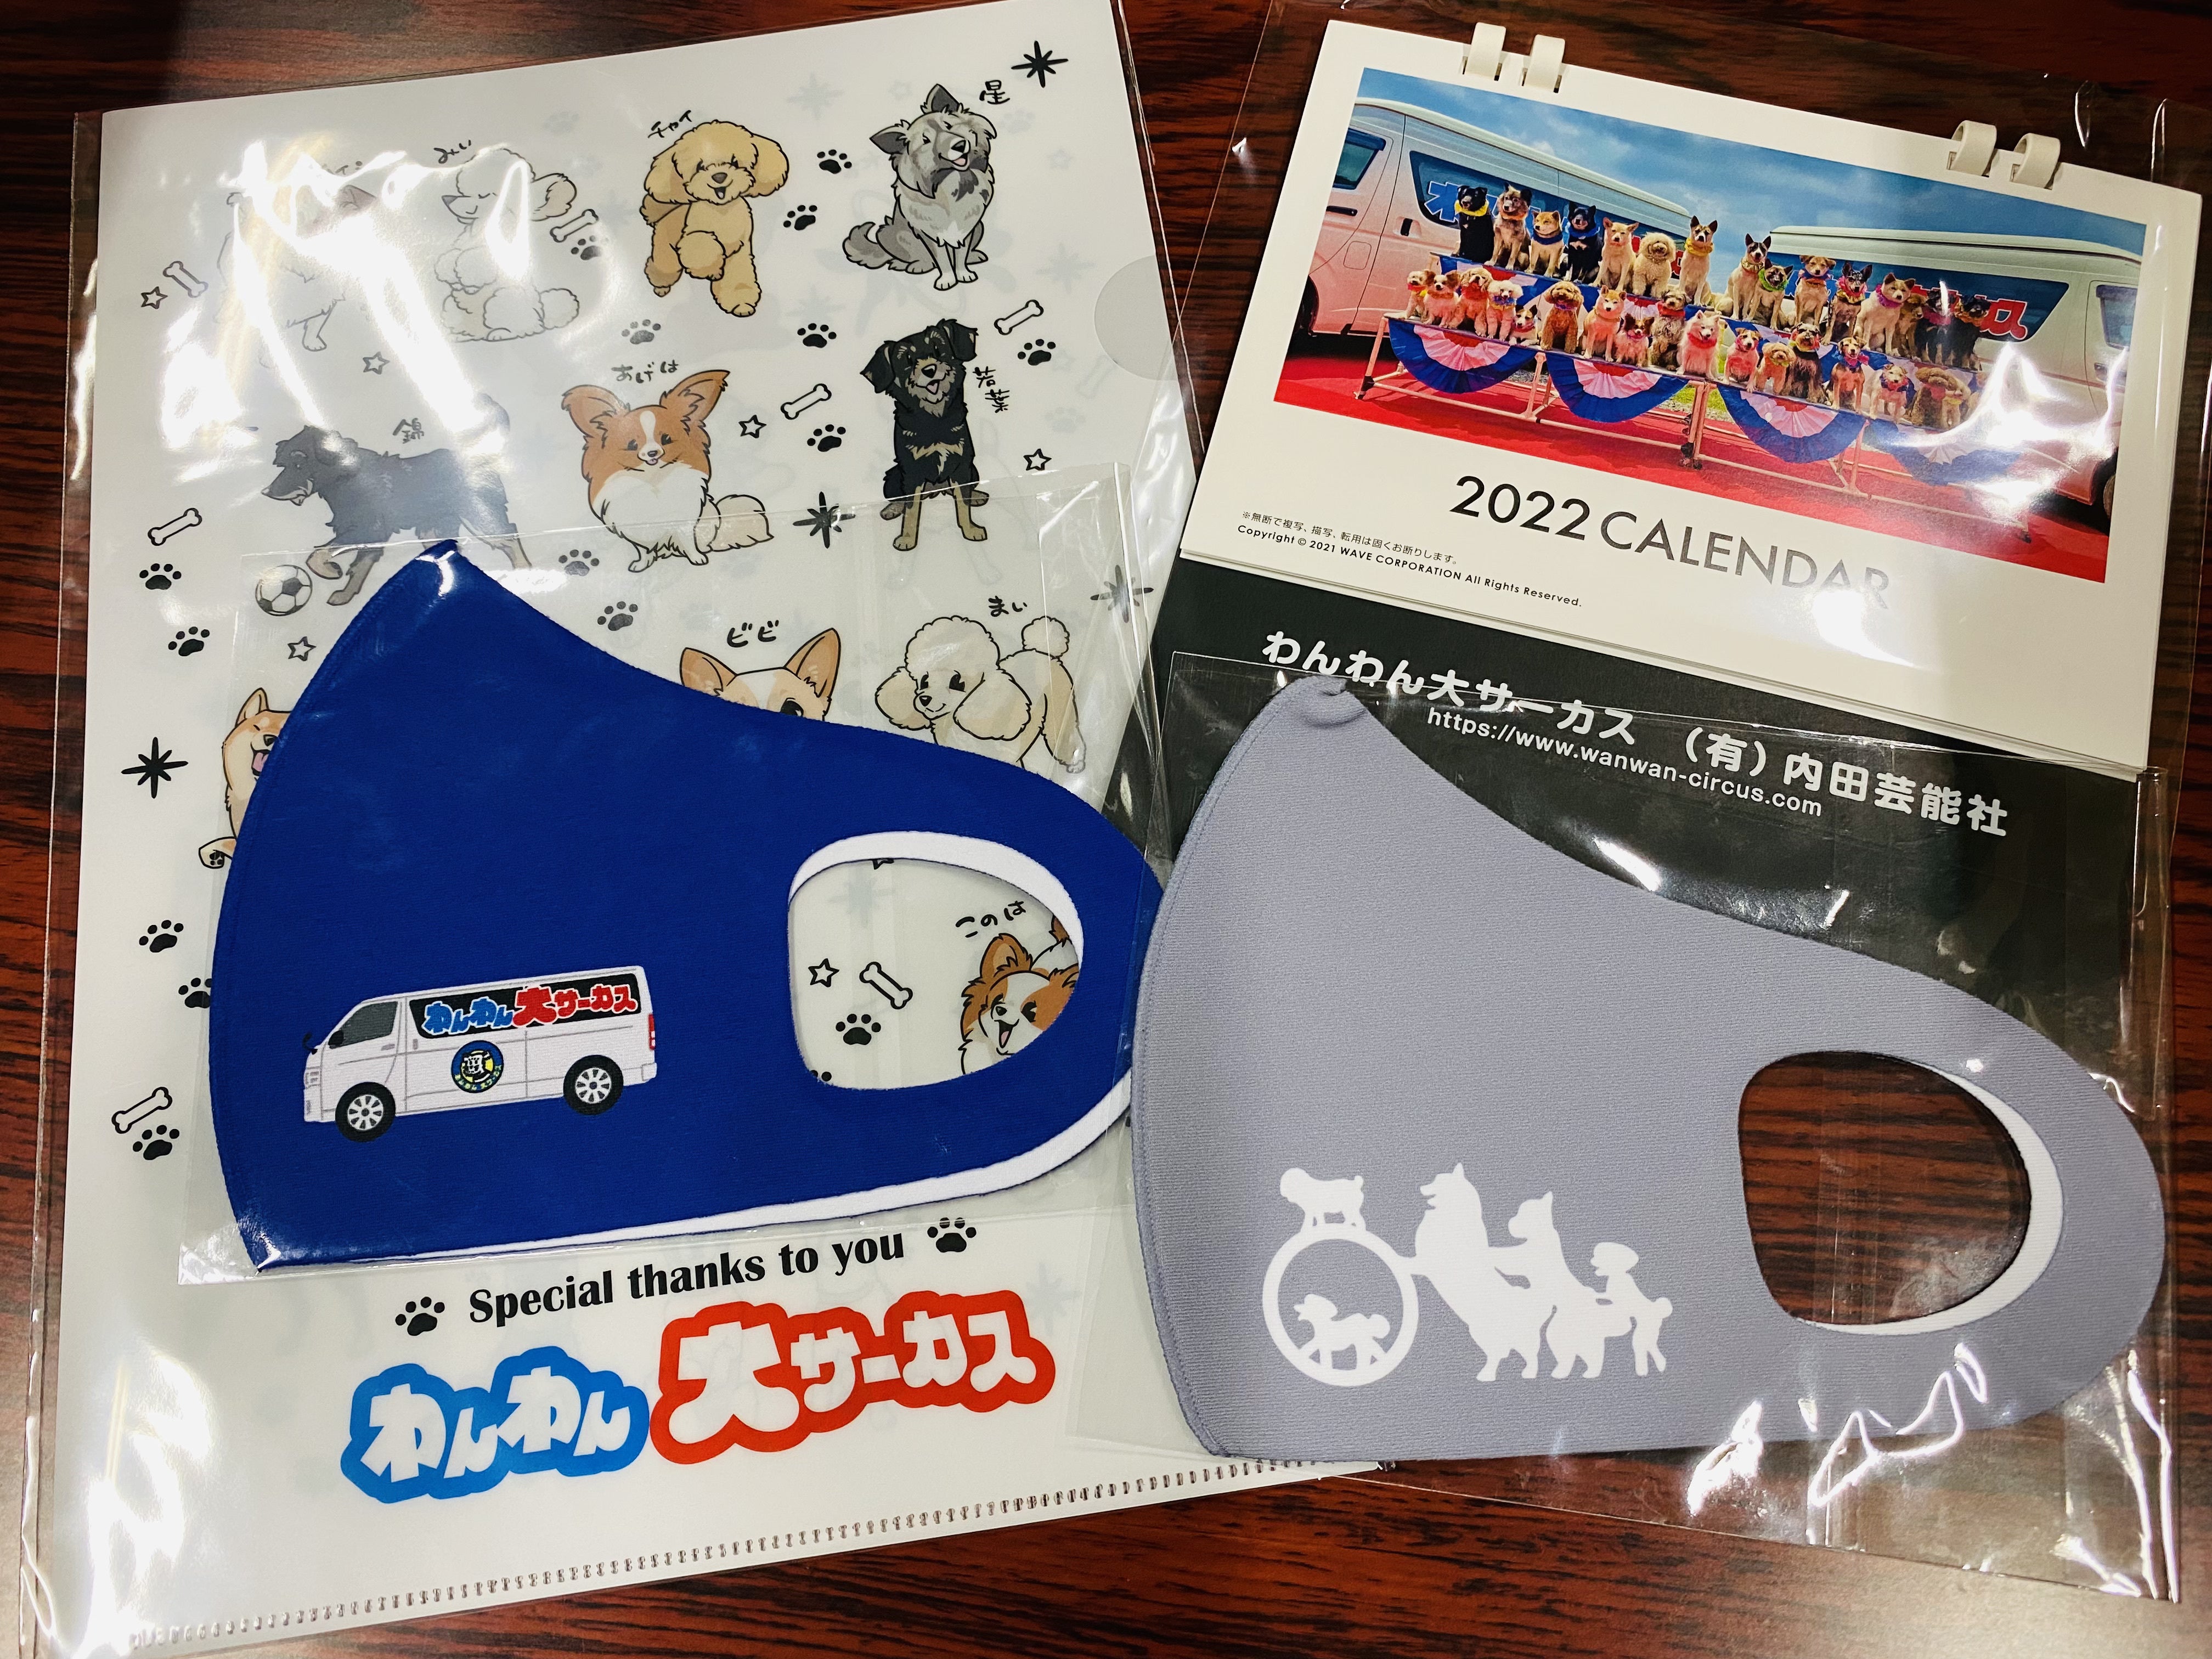 みい
チャイ
星
錦
あげは
若葉
ビビ
まい
このは
わんわん大サーカス
Special thanks to you
わんわん大サーカス
2022 CALENDAR
※無断で複写、描写、転用は固くお断りします。
Copyright © 2021 WAVE CORPORATION All Rights Reserved.
わんわん大サーカス (有)内田芸能社
https://www.wanwan-circus.com